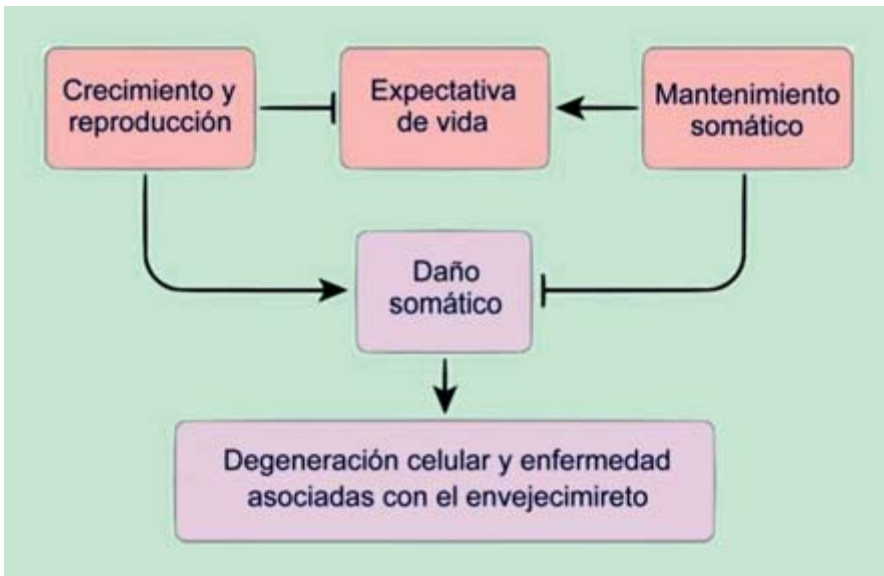 Crecimiento y
reproducción
Expectativa
de vida
Mantenimiento
somático
Daño
somático
Degeneración celular y enfermedad
asociadas con el envejecimireto